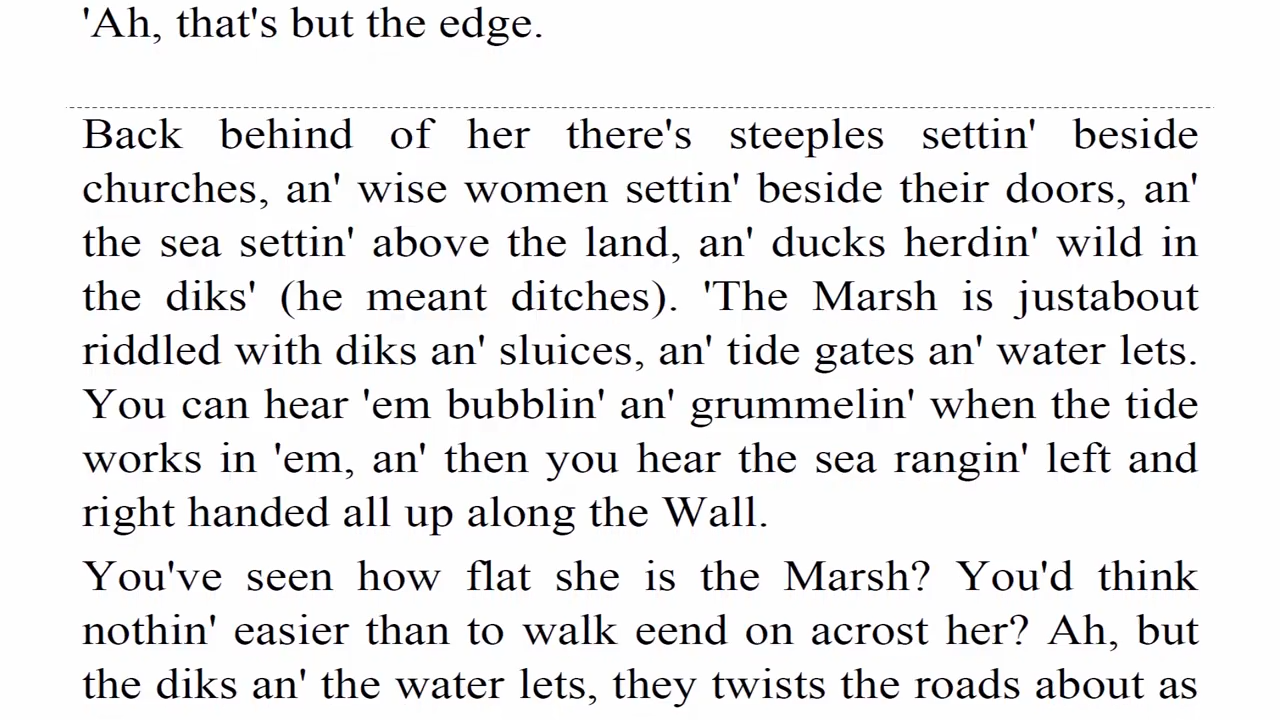 'Ah, that's but the edge.
Back behind of her there's steeples settin' beside
churches, an' wise women settin' beside their doors, an'
the sea settin' above the land, an' ducks herdin' wild in
the diks' (he meant ditches). 'The Marsh is justabout
riddled with diks an' sluices, an' tide gates an' water lets.
You can hear 'em bubblin' an' grummelin' when the tide
works in 'em, an' then you hear the sea rangin' left and
right handed all up along the Wall.
You've seen how flat she is the Marsh? You'd think
nothin' easier than to walk eend on acrost her? Ah, but
the diks an' the water lets, they twists the roads about as